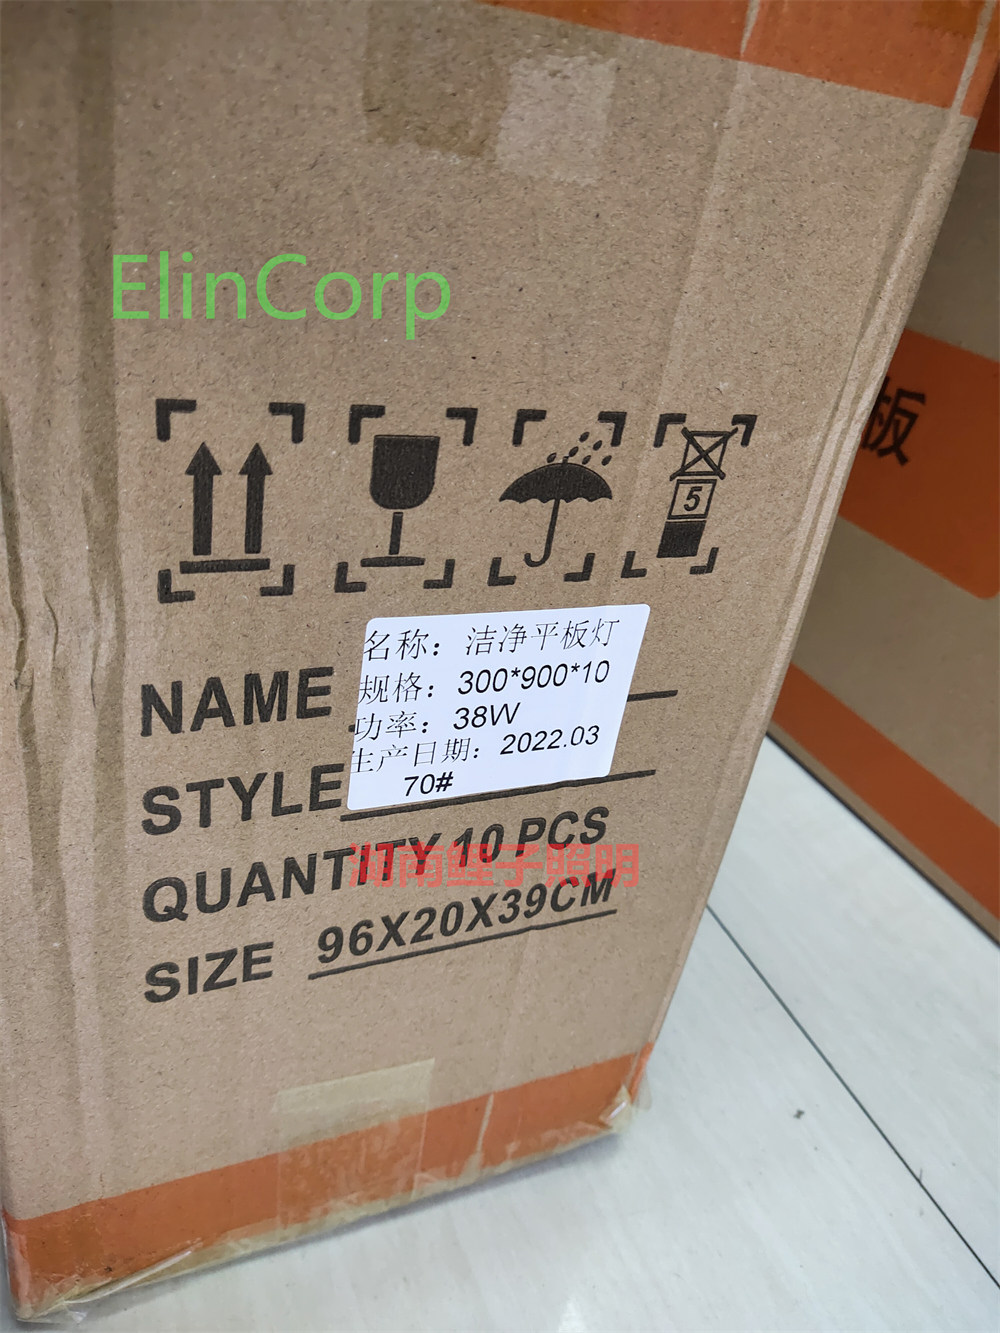 ElinCorp
板
5
名称：洁净平板灯
规格：300*900*10
功率：38W
生产日期：2022.03
70#
NAME
STYLE
QUANTITY 10 PCS
湖南鲤子照明
SIZE 96X20X39CM